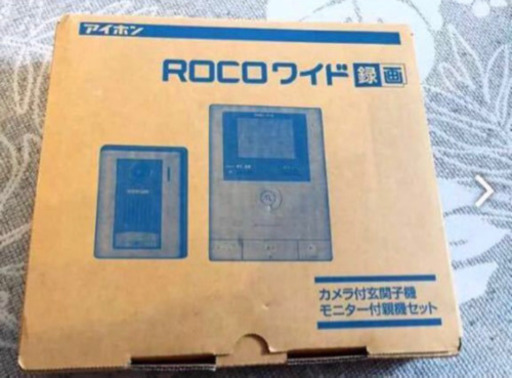 アイホン
ROCOワイド録画
カメラ付玄関子機
モニター付親機セット